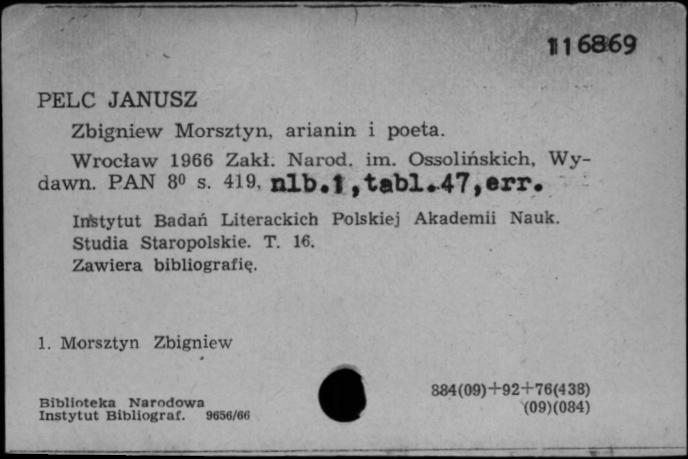 116869
PELC JANUSZ
Zbigniew Morsztyn, arianin i poeta.
Wrocław 1966 Zakł. Narod. im. Ossolińskich, Wy-
dawn. PAN 8⁰ s. 419, nlb.1,tabl.47,err.
Instytut Badań Literackich Polskiej Akademii Nauk.
Studia Staropolskie. T. 16.
Zawiera bibliografię.
1. Morsztyn Zbigniew
884(09)+92+76(438)
(09)(084)
Biblioteka Narodowa
Instytut Bibliograf. 9656/66